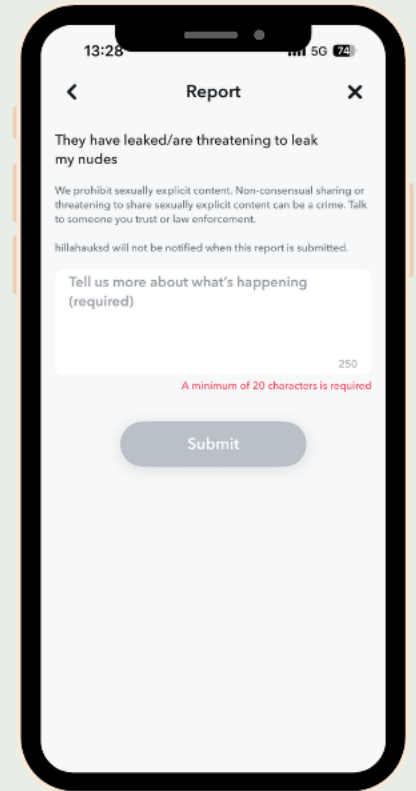 13:28 5G 74
Report
They have leaked/are threatening to leak
my nudes
We prohibit sexually explicit content. Non-consensual sharing or
threatening to share sexually explicit content can be a crime. Talk
to someone you trust or law enforcement.
hillahauksd will not be notified when this report is submitted.
Tell us more about what's happening
(required)
250
A minimum of 20 characters is required
Submit